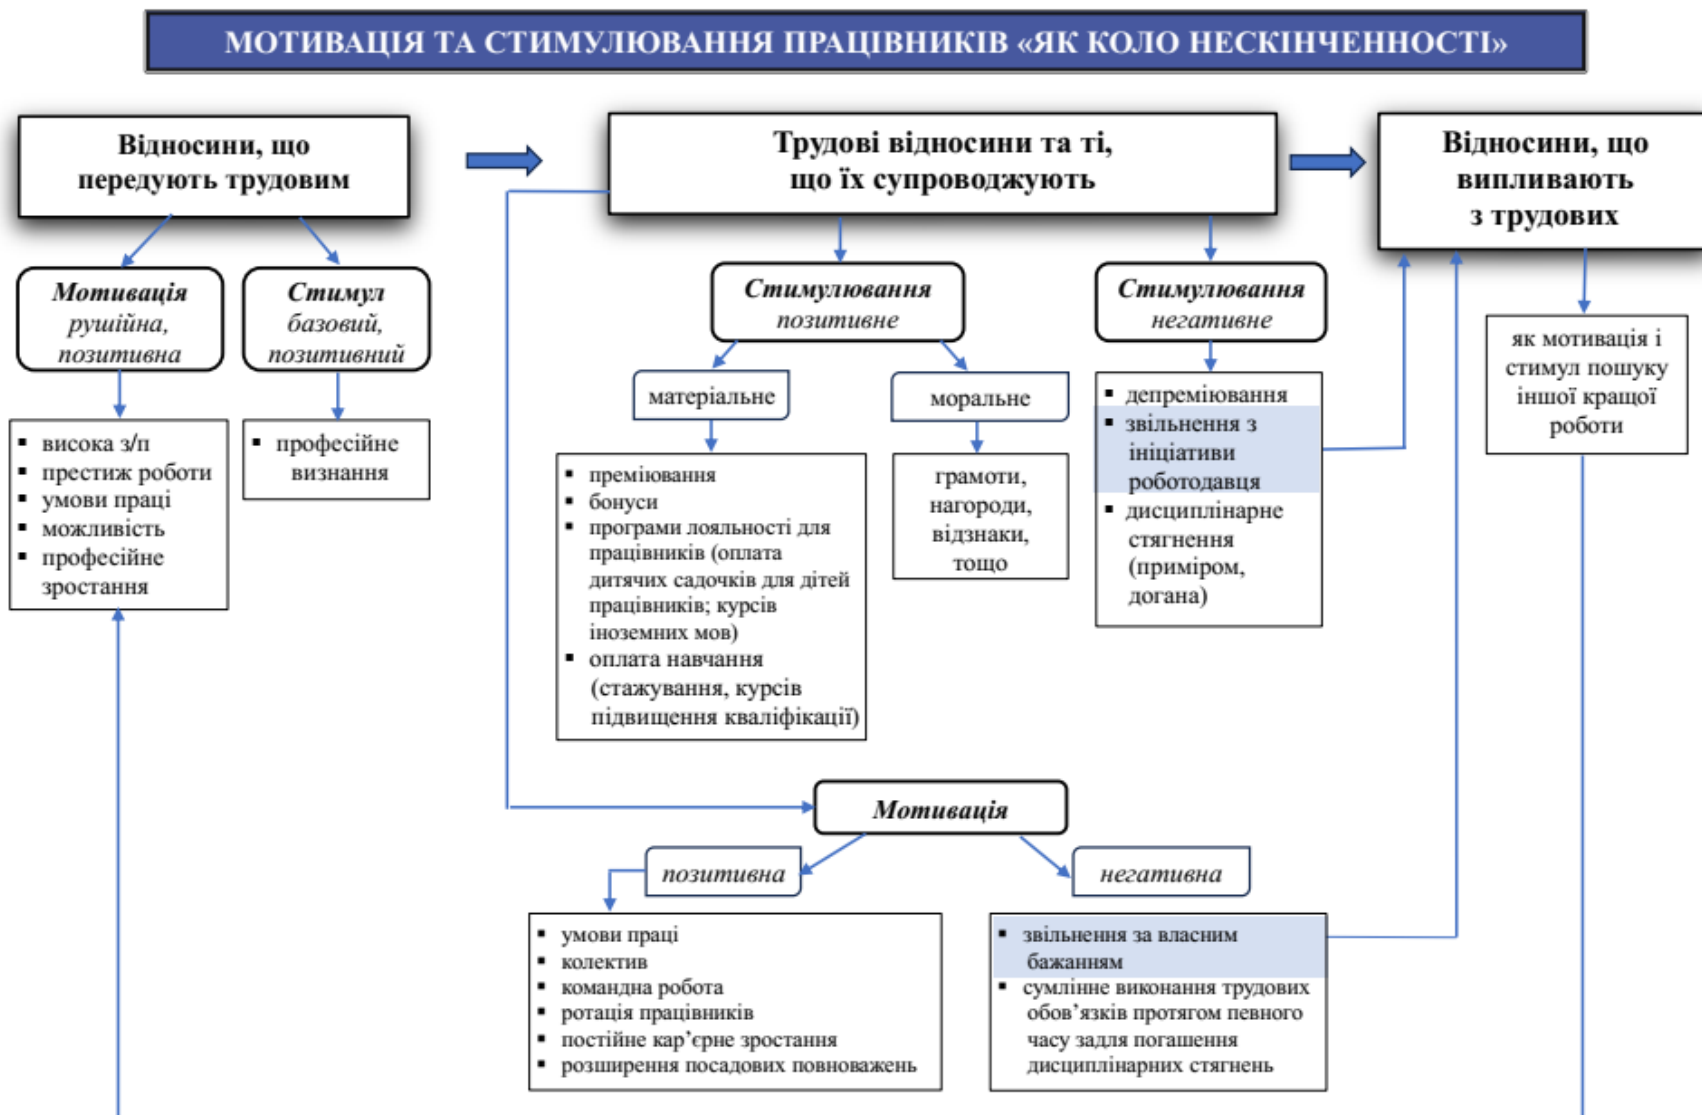 МОТИВАЦІЯ ТА СТИМУЛЮВАННЯ ПРАЦІВНИКІВ «ЯК КОЛО НЕСКІНЧЕННОСТІ»
Відносини, що
передують трудовим
Трудові відносини та ті,
що їх супроводжують
Відносини, що
випливають
з трудових
Мотивація
рушійна,
позитивна
Стимул
базовий,
позитивний
Стимулювання
позитивне
Стимулювання
негативне
як мотивація і
стимул пошуку
іншої кращої
роботи
▪ висока з/п
▪ престиж роботи
▪ умови праці
▪ можливість
▪ професійне
зростання
▪ професійне
визнання
матеріальне
моральне
▪ преміювання
▪ бонуси
▪ програми лояльності для
працівників (оплата
дитячих садочків для дітей
працівників; курсів
іноземних мов)
▪ оплата навчання
(стажування, курсів
підвищення кваліфікації)
грамоти,
нагороди,
відзнаки,
тощо
▪ депреміювання
▪ звільнення з
ініціативи
роботодавця
▪ дисциплінарне
стягнення
(приміром,
догана)
Мотивація
позитивна
негативна
▪ умови праці
▪ колектив
▪ командна робота
▪ ротація працівників
▪ постійне кар’єрне зростання
▪ розширення посадових повноважень
▪ звільнення за власним
бажанням
▪ сумлінне виконання трудових
обов’язків протягом певного
часу задля погашення
дисциплінарних стягнень